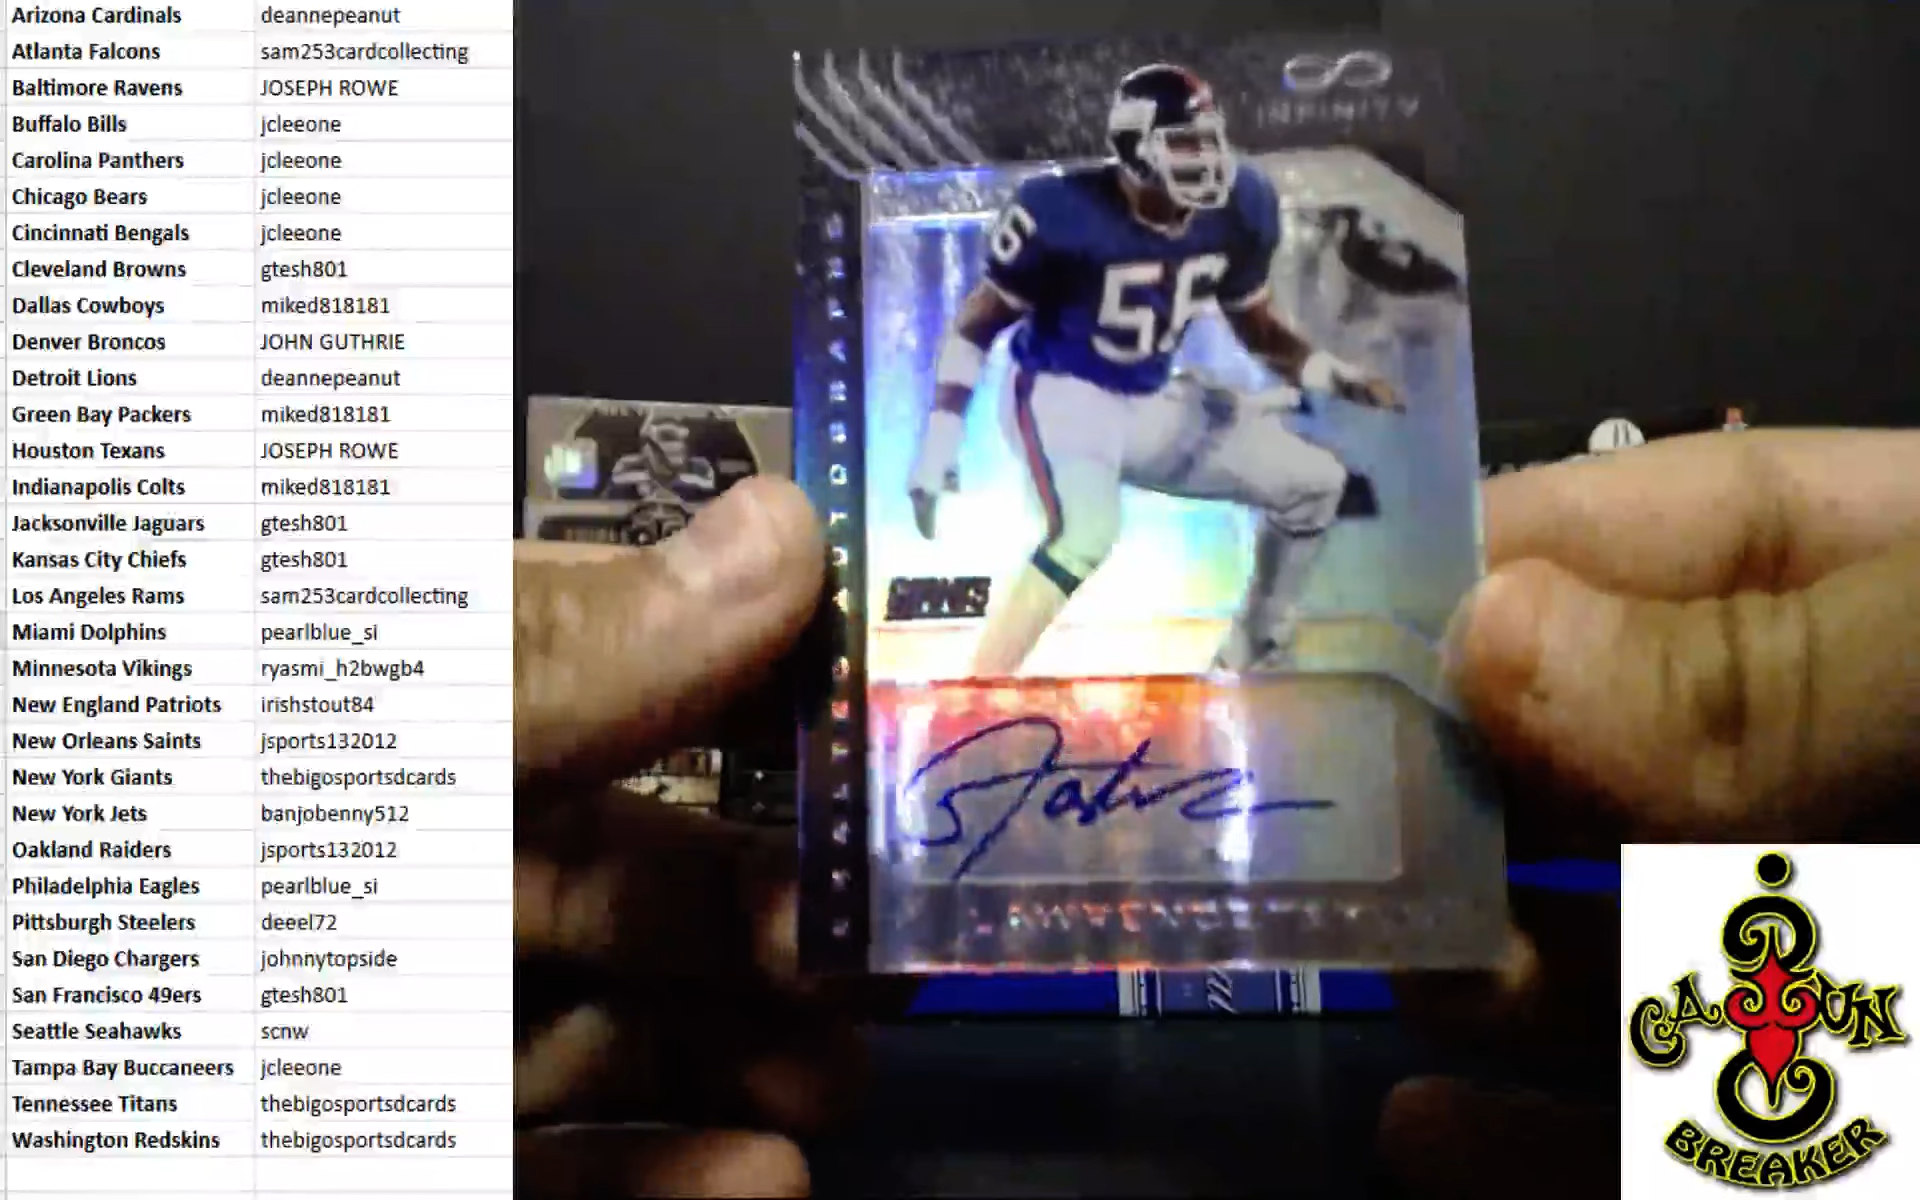 Arizona Cardinals deannepeanut
Atlanta Falcons sam253cardcollecting
Baltimore Ravens JOSEPH ROWE
Buffalo Bills jcleeone
Carolina Panthers jcleeone
Chicago Bears jcleeone
Cincinnati Bengals jcleeone
Cleveland Browns gtesh801
Dallas Cowboys miked818181
Denver Broncos JOHN GUTHRIE
Detroit Lions deannepeanut
Green Bay Packers miked818181
Houston Texans JOSEPH ROWE
Indianapolis Colts miked818181
Jacksonville Jaguars gtesh801
Kansas City Chiefs gtesh801
Los Angeles Rams sam253cardcollecting
Miami Dolphins pearlblue_si
Minnesota Vikings ryasmi_h2bwgb4
New England Patriots irishstout84
New Orleans Saints jsports132012
New York Giants thebigosportsdcards
New York Jets banjobenny512
Oakland Raiders jsports132012
Philadelphia Eagles pearlblue_si
Pittsburgh Steelers deeel72
San Diego Chargers johnnytopside
San Francisco 49ers gtesh801
Seattle Seahawks scnw
Tampa Bay Buccaneers jcleeone
Tennessee Titans thebigosportsdcards
Washington Redskins thebigosportsdcards
INFINITY
56
GIANTS
CAJUN
BREAKER